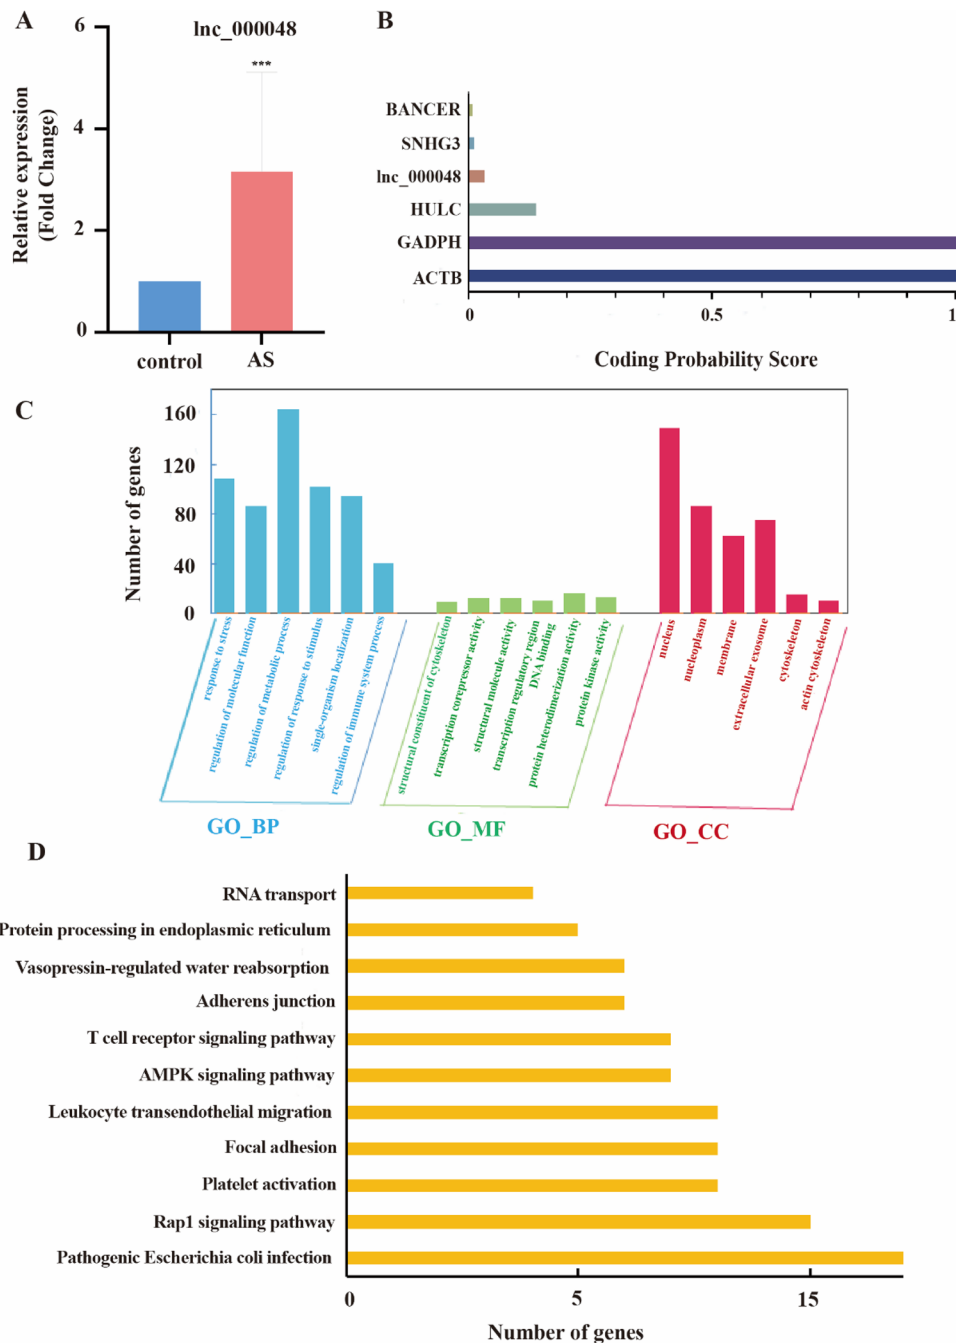 A
lnc_000048
6
4
2
0
Relative expression
(Fold Change)
***
control
AS
B
BANCER
SNHG3
lnc_000048
HULC
GADPH
ACTB
0
0.5
1
Coding Probability Score
C
Number of genes
160
120
80
40
0
response to stress
regulation of molecular function
regulation of metabolic process
regulation of response to stimulus
single-organism localization
regulation of immune system process
structural constituent of cytoskeleton
transcription corepressor activity
structural molecule activity
transcription regulatory region
DNA binding
protein heterodimerization activity
protein kinase activity
nucleus
nucleoplasm
membrane
extracellular exosome
cytoskeleton
actin cytoskeleton
GO_BP
GO_MF
GO_CC
D
RNA transport
Protein processing in endoplasmic reticulum
Vasopressin-regulated water reabsorption
Adherens junction
T cell receptor signaling pathway
AMPK signaling pathway
Leukocyte transendothelial migration
Focal adhesion
Platelet activation
Rap1 signaling pathway
Pathogenic Escherichia coli infection
0
5
15
Number of genes